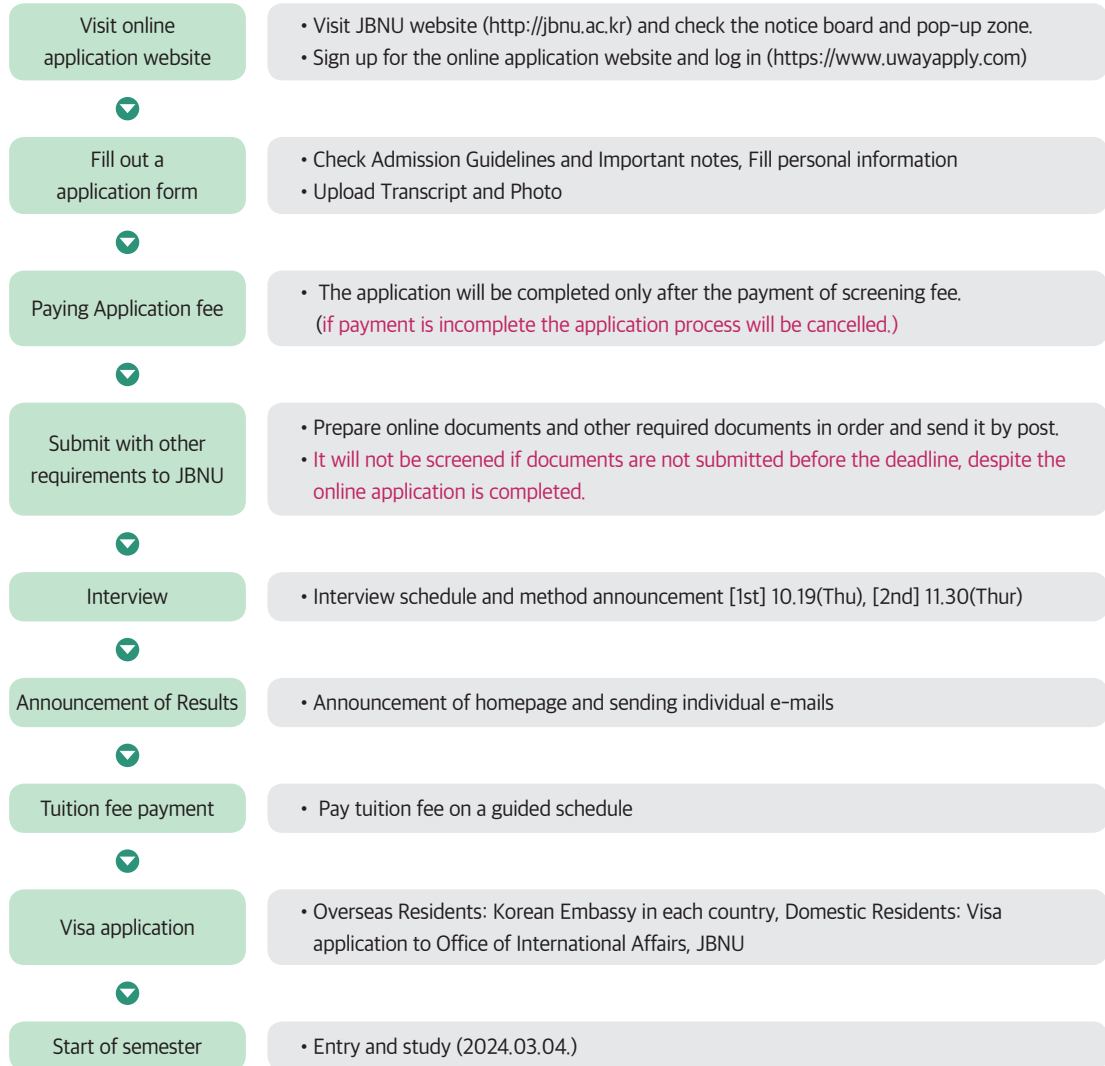 Visit online
application website
• Visit JBNU website (http://jbnu.ac.kr) and check the notice board and pop-up zone.
• Sign up for the online application website and log in (https://www.uwayapply.com)
Fill out a
application form
• Check Admission Guidelines and Important notes, Fill personal information
• Upload Transcript and Photo
Paying Application fee
• The application will be completed only after the payment of screening fee.
(if payment is incomplete the application process will be cancelled.)
Submit with other
requirements to JBNU
• Prepare online documents and other required documents in order and send it by post.
• It will not be screened if documents are not submitted before the deadline, despite the
online application is completed.
Interview
• Interview schedule and method announcement [1st] 10.19(Thu), [2nd] 11.30(Thur)
Announcement of Results
• Announcement of homepage and sending individual e-mails
Tuition fee payment
• Pay tuition fee on a guided schedule
Visa application
• Overseas Residents: Korean Embassy in each country, Domestic Residents: Visa
application to Office of International Affairs, JBNU
Start of semester
• Entry and study (2024.03.04.)